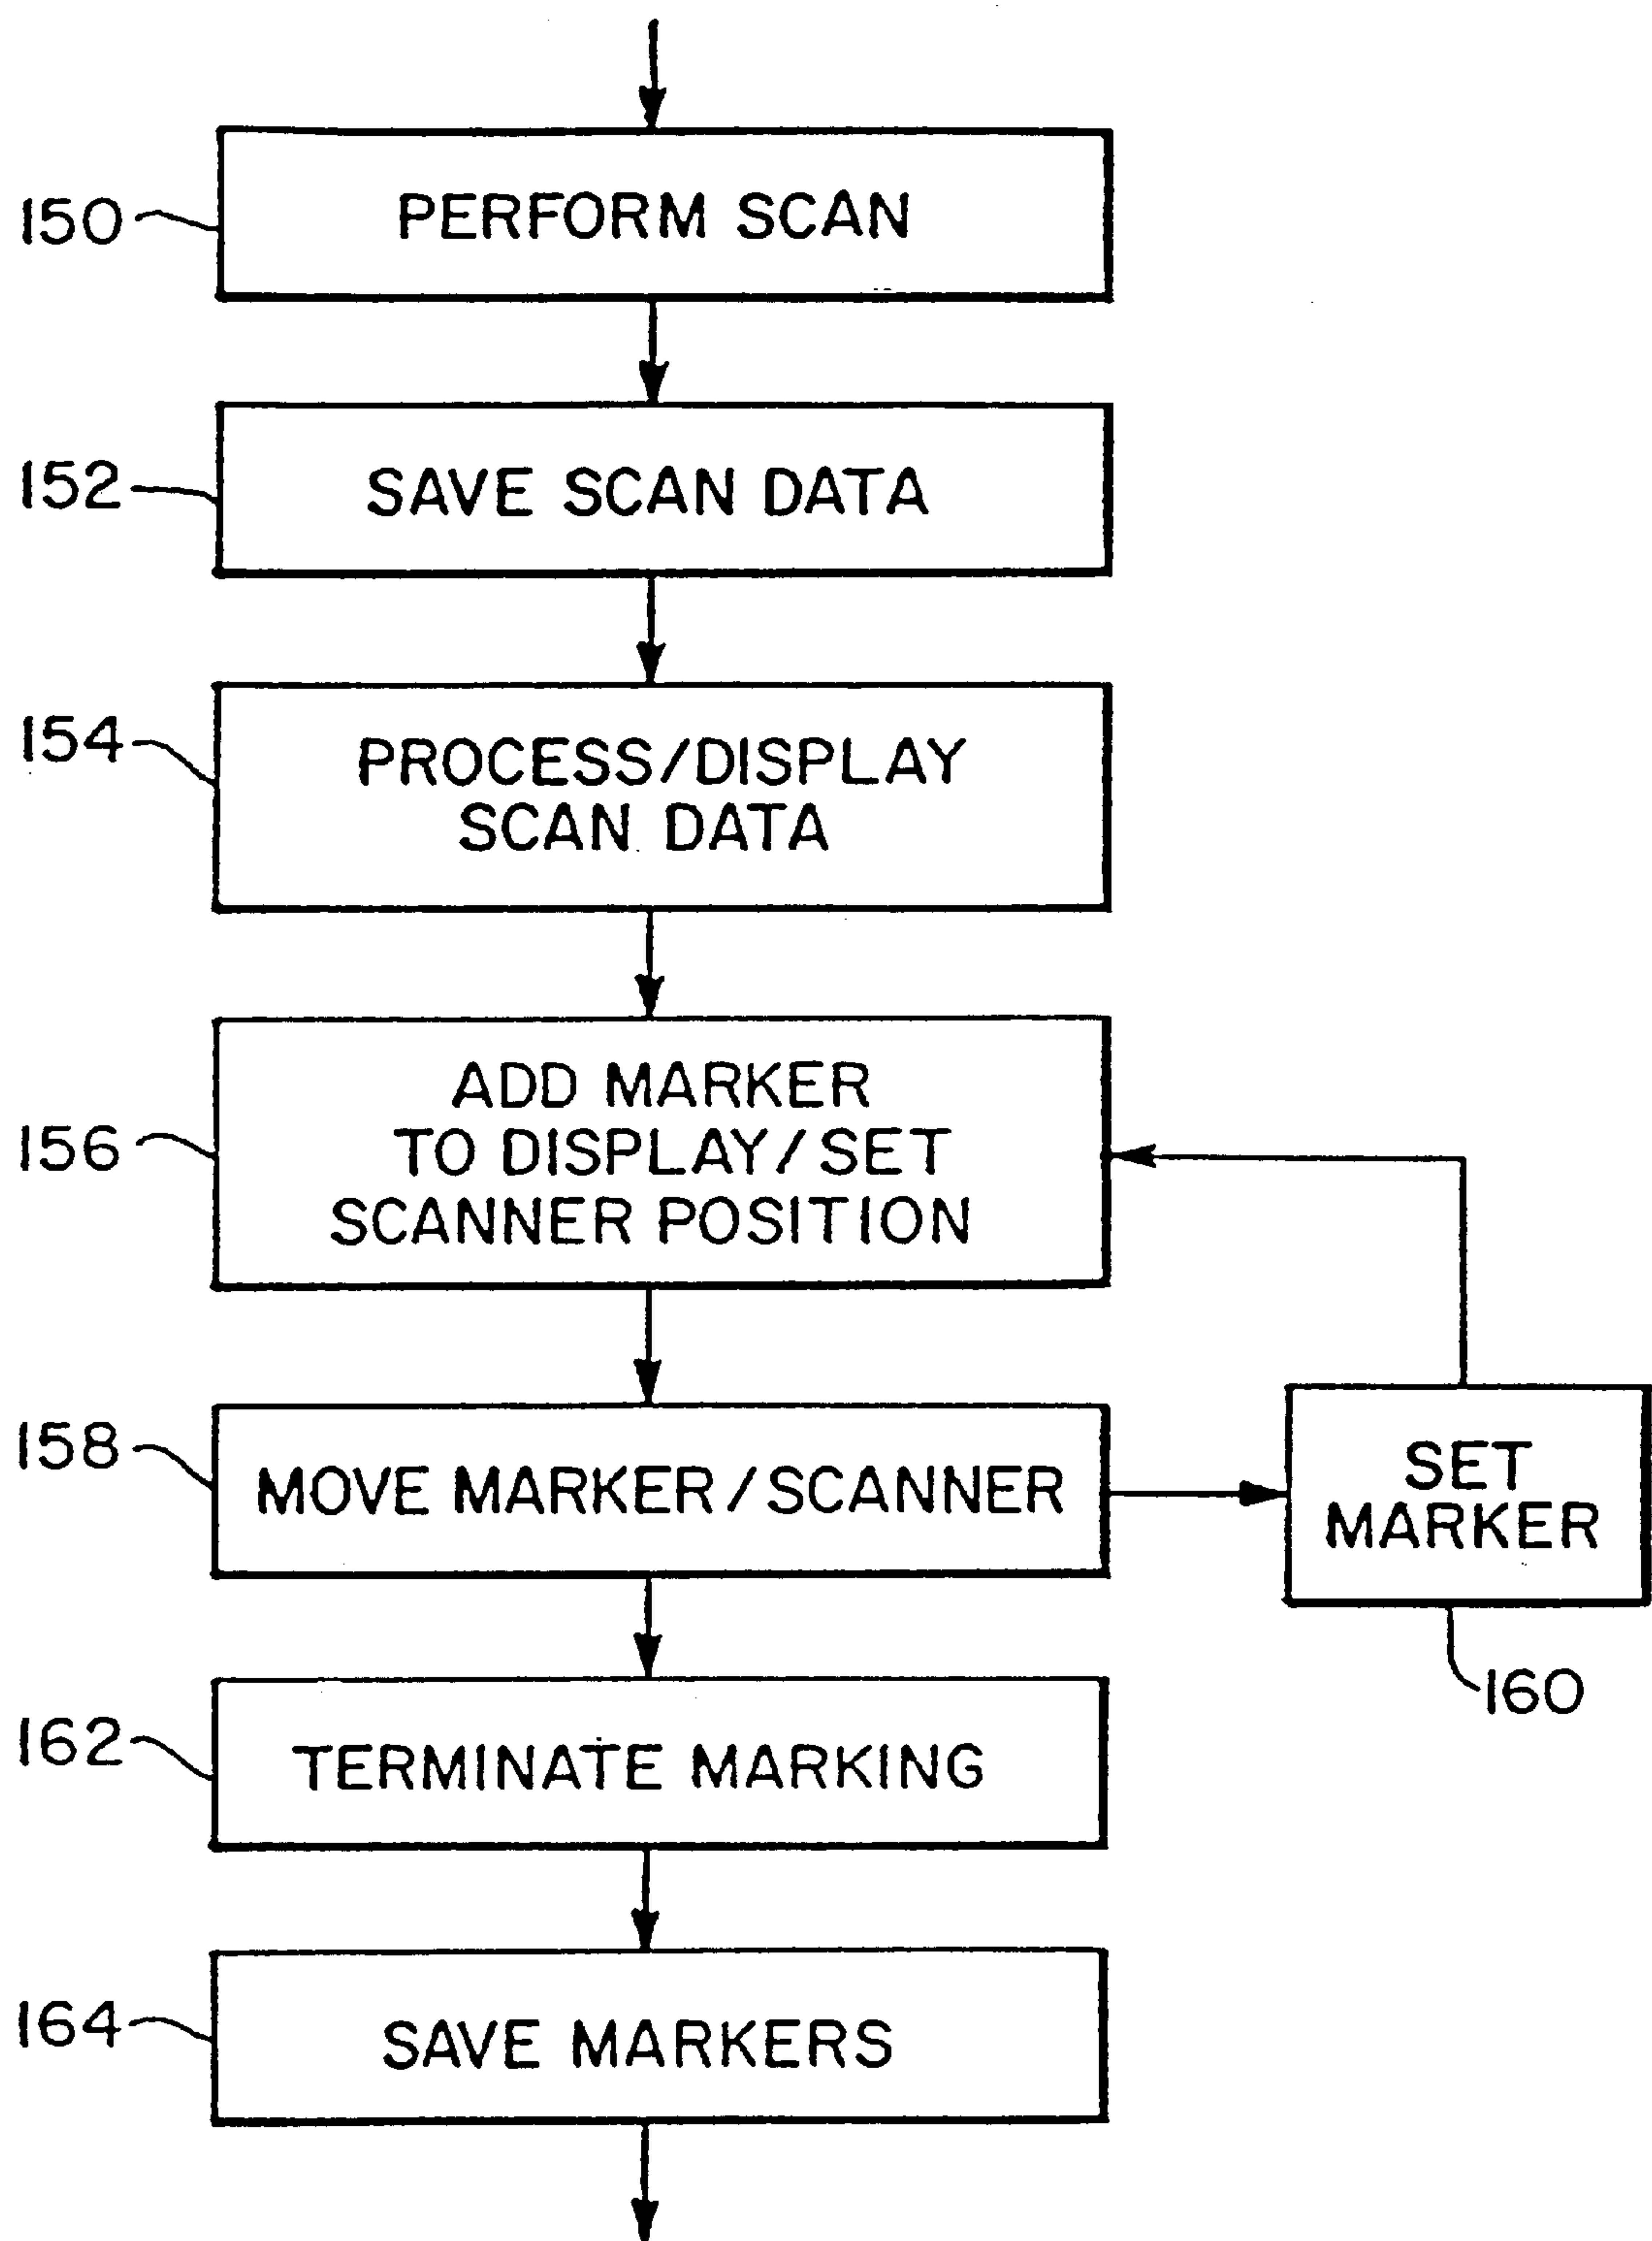 150
PERFORM SCAN
152
SAVE SCAN DATA
154
PROCESS/DISPLAY
SCAN DATA
156
ADD MARKER
TO DISPLAY/SET
SCANNER POSITION
158
MOVE MARKER/SCANNER
SET
MARKER
160
162
TERMINATE MARKING
164
SAVE MARKERS